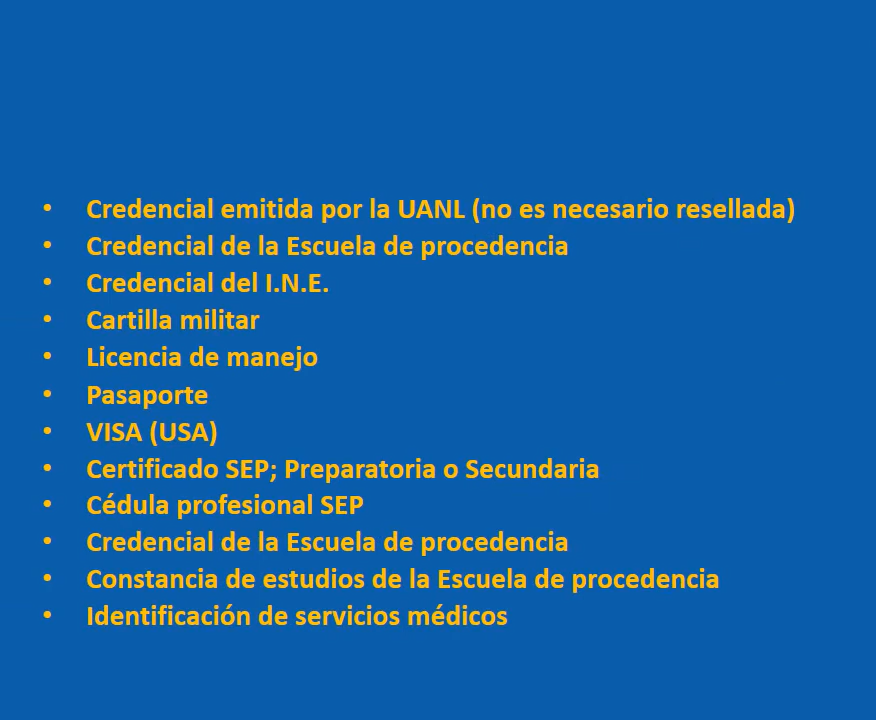 • Credencial emitida por la UANL (no es necesario resellada)
• Credencial de la Escuela de procedencia
• Credencial del I.N.E.
• Cartilla militar
• Licencia de manejo
• Pasaporte
• VISA (USA)
• Certificado SEP; Preparatoria o Secundaria
• Cédula profesional SEP
• Credencial de la Escuela de procedencia
• Constancia de estudios de la Escuela de procedencia
• Identificación de servicios médicos